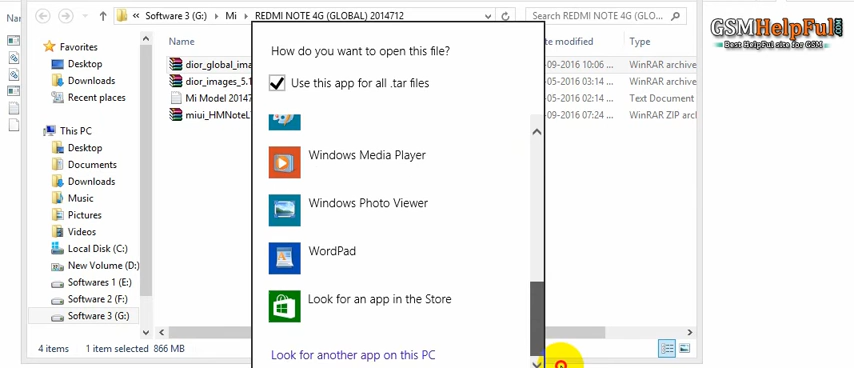 Software 3 (G:) › Mi › REDMI NOTE 4G (GLOBAL) 2014712
Search REDMI NOTE 4G (GLO...
GSMHelpFul.COM
Best HelpFul site for GSM
Nan
Favorites
Desktop
Downloads
Recent places
This PC
Desktop
Documents
Downloads
Music
Pictures
Videos
Local Disk (C:)
New Volume (D:)
Softwares 1 (E:)
Software 2 (F:)
Software 3 (G:)
Name
te modified
Type
dior_global_ima
-09-2016 10:06 ...
WinRAR archive
dior_images_5.1
-05-2016 03:14 ...
WinRAR archive
Mi Model 20147
-05-2016 03:14 ...
Text Document
miui_HMNoteL
-09-2016 07:24 ...
WinRAR ZIP arc
How do you want to open this file?
Use this app for all .tar files
Windows Media Player
Windows Photo Viewer
WordPad
Look for an app in the Store
Look for another app on this PC
4 items
1 item selected 866 MB